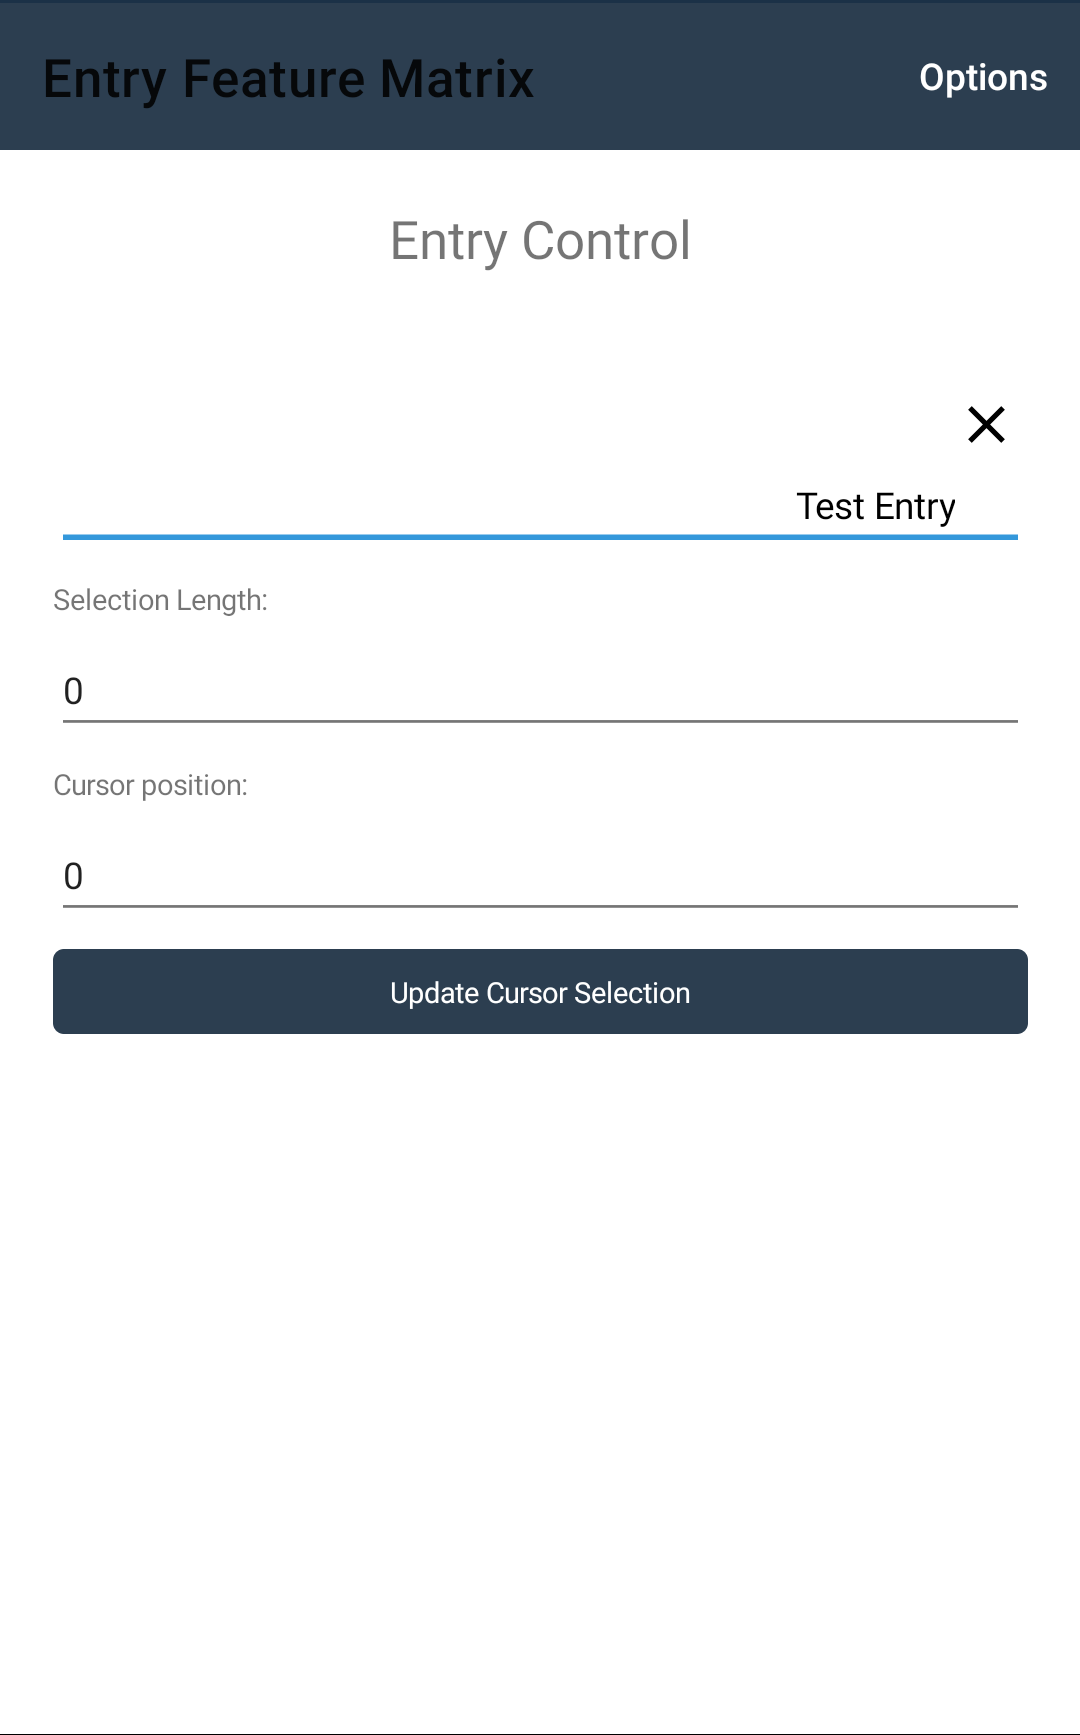 Entry Feature Matrix
Options
Entry Control
Test Entry
Selection Length:
0
Cursor position:
0
Update Cursor Selection